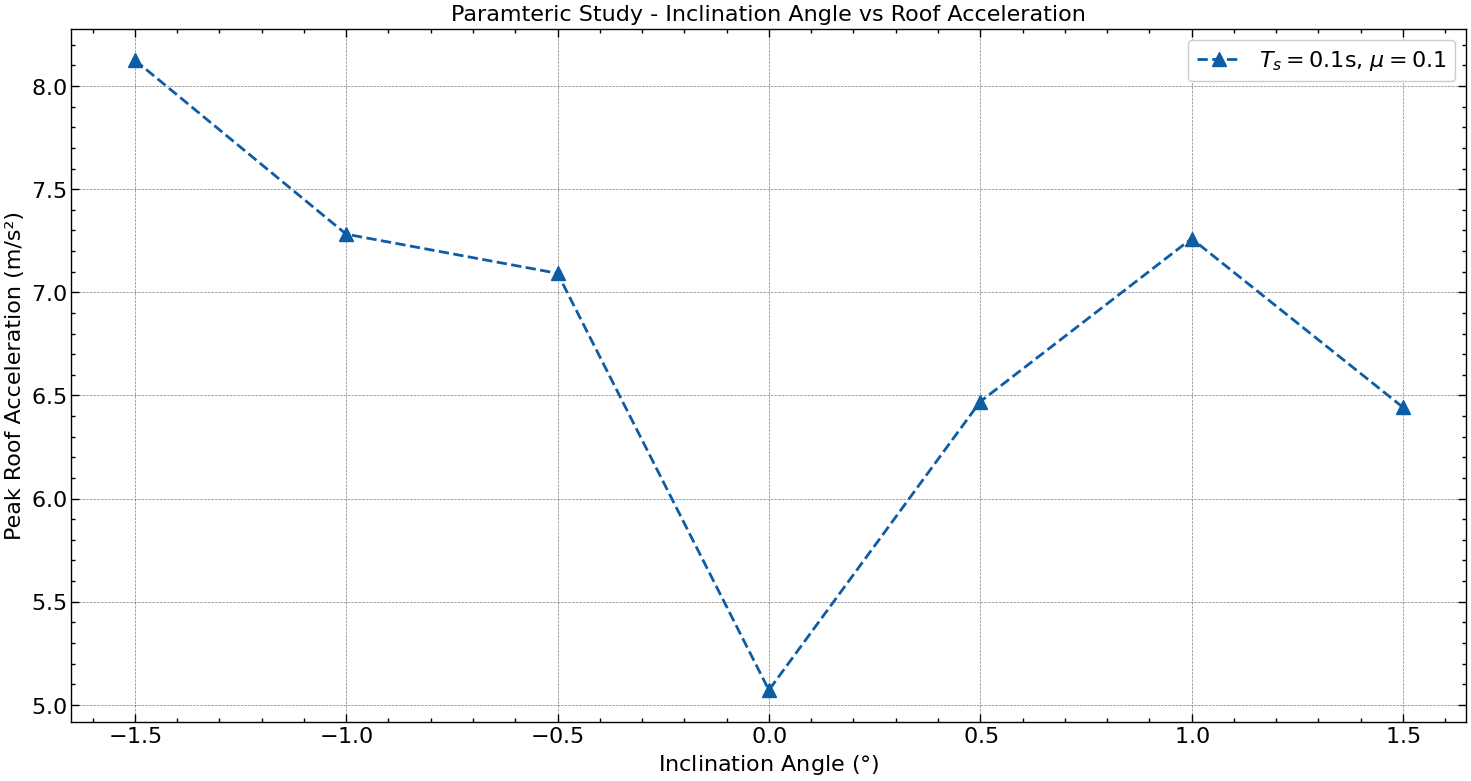 Paramteric Study - Inclination Angle vs Roof Acceleration
T_s = 0.1s, μ = 0.1
Peak Roof Acceleration (m/s²)
8.0
7.5
7.0
6.5
6.0
5.5
5.0
−1.5 −1.0 −0.5 0.0 0.5 1.0 1.5
Inclination Angle (°)